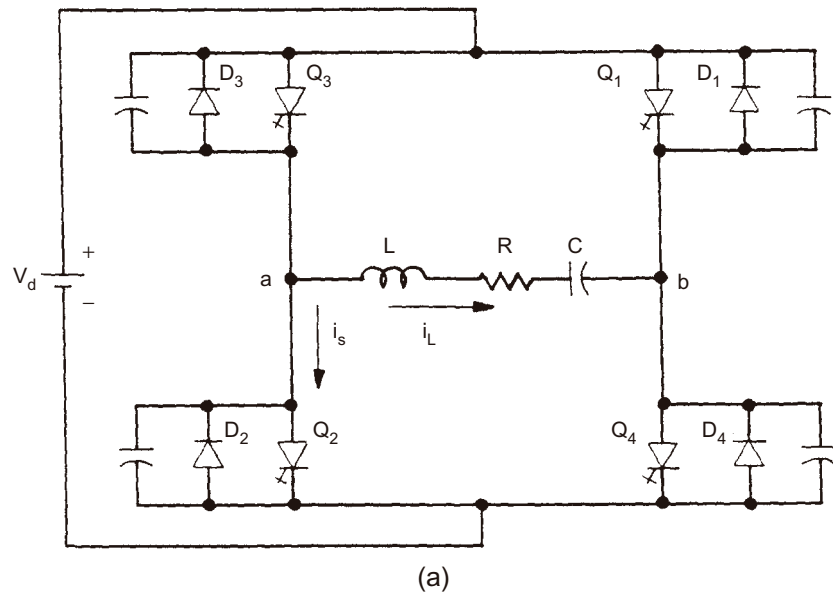 D3 Q3 Q1 D1
L R C
+
Vd
a b
−
is iL
D2 Q2 Q4 D4
(a)